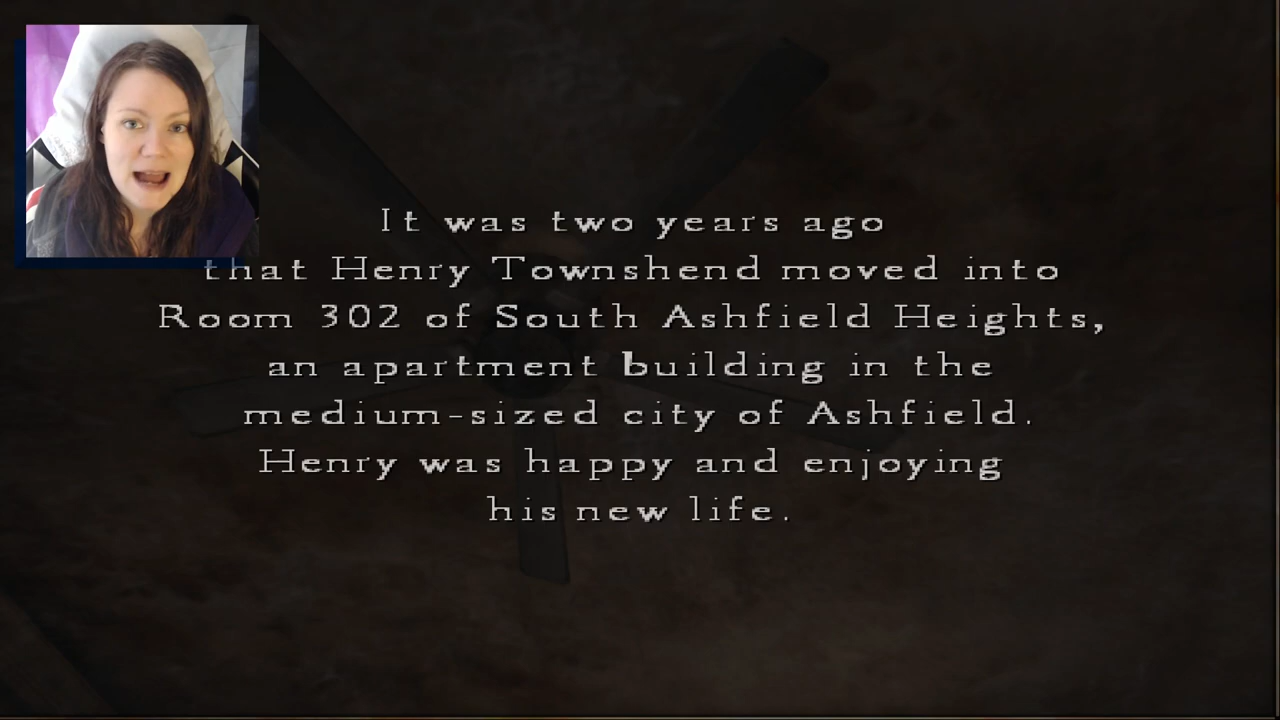 It was two years ago
that Henry Townshend moved into
Room 302 of South Ashfield Heights,
an apartment building in the
medium-sized city of Ashfield.
Henry was happy and enjoying
his new life.